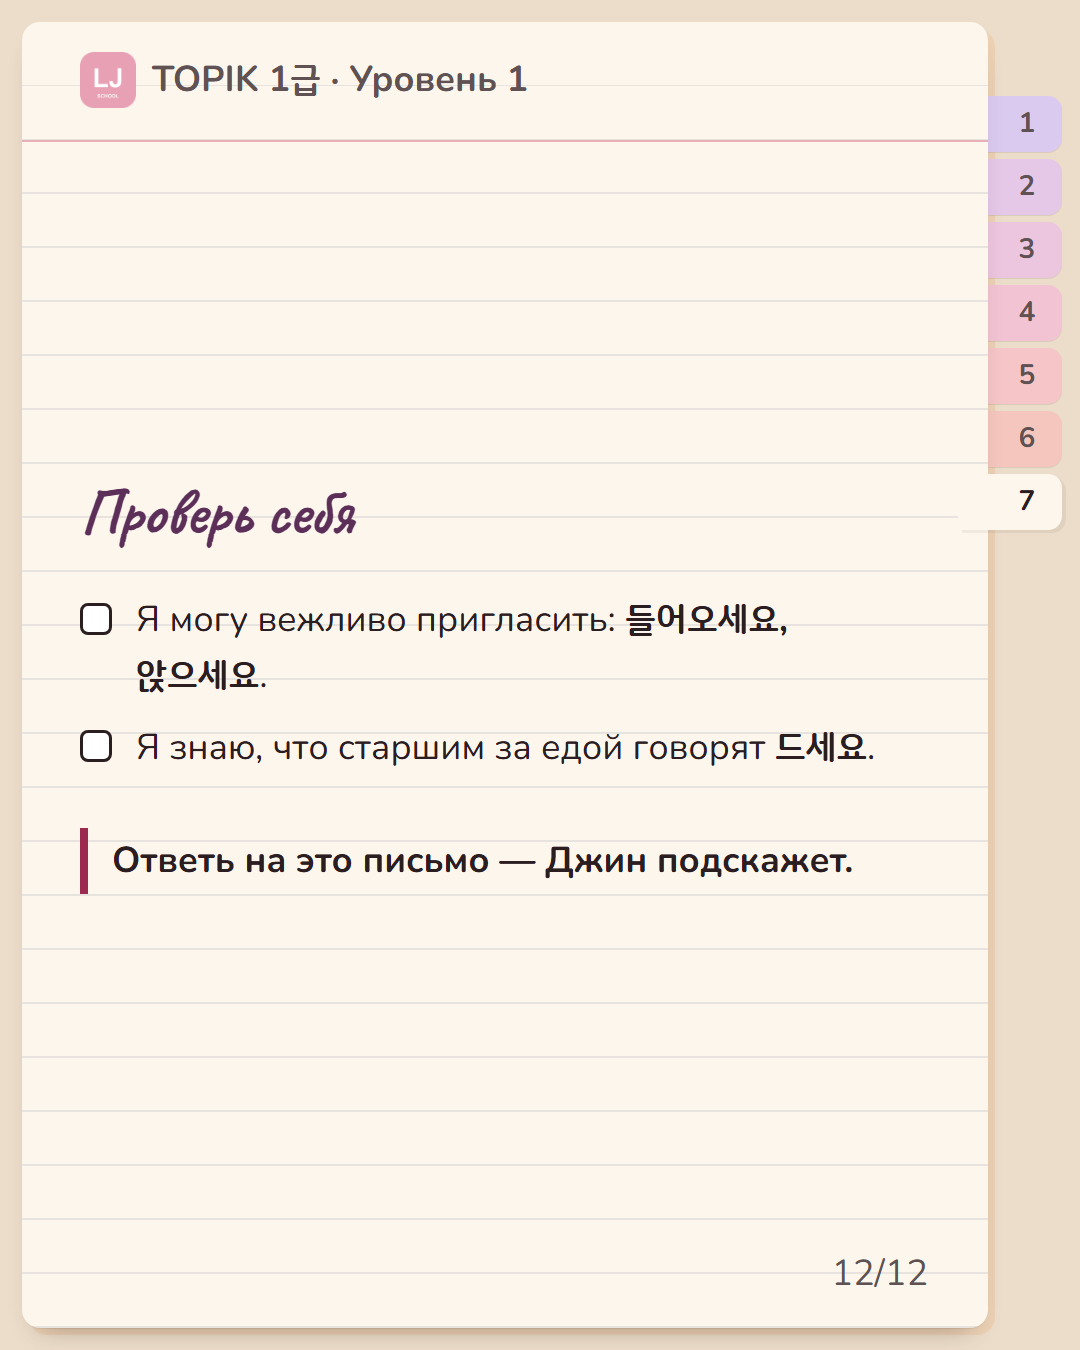 LJ
SCHOOL
TOPIK 1급 · Уровень 1
1
2
3
4
5
6
7
Проверь себя
Я могу вежливо пригласить: 들어오세요,
앉으세요.
Я знаю, что старшим за едой говорят 드세요.
Ответь на это письмо — Джин подскажет.
12/12